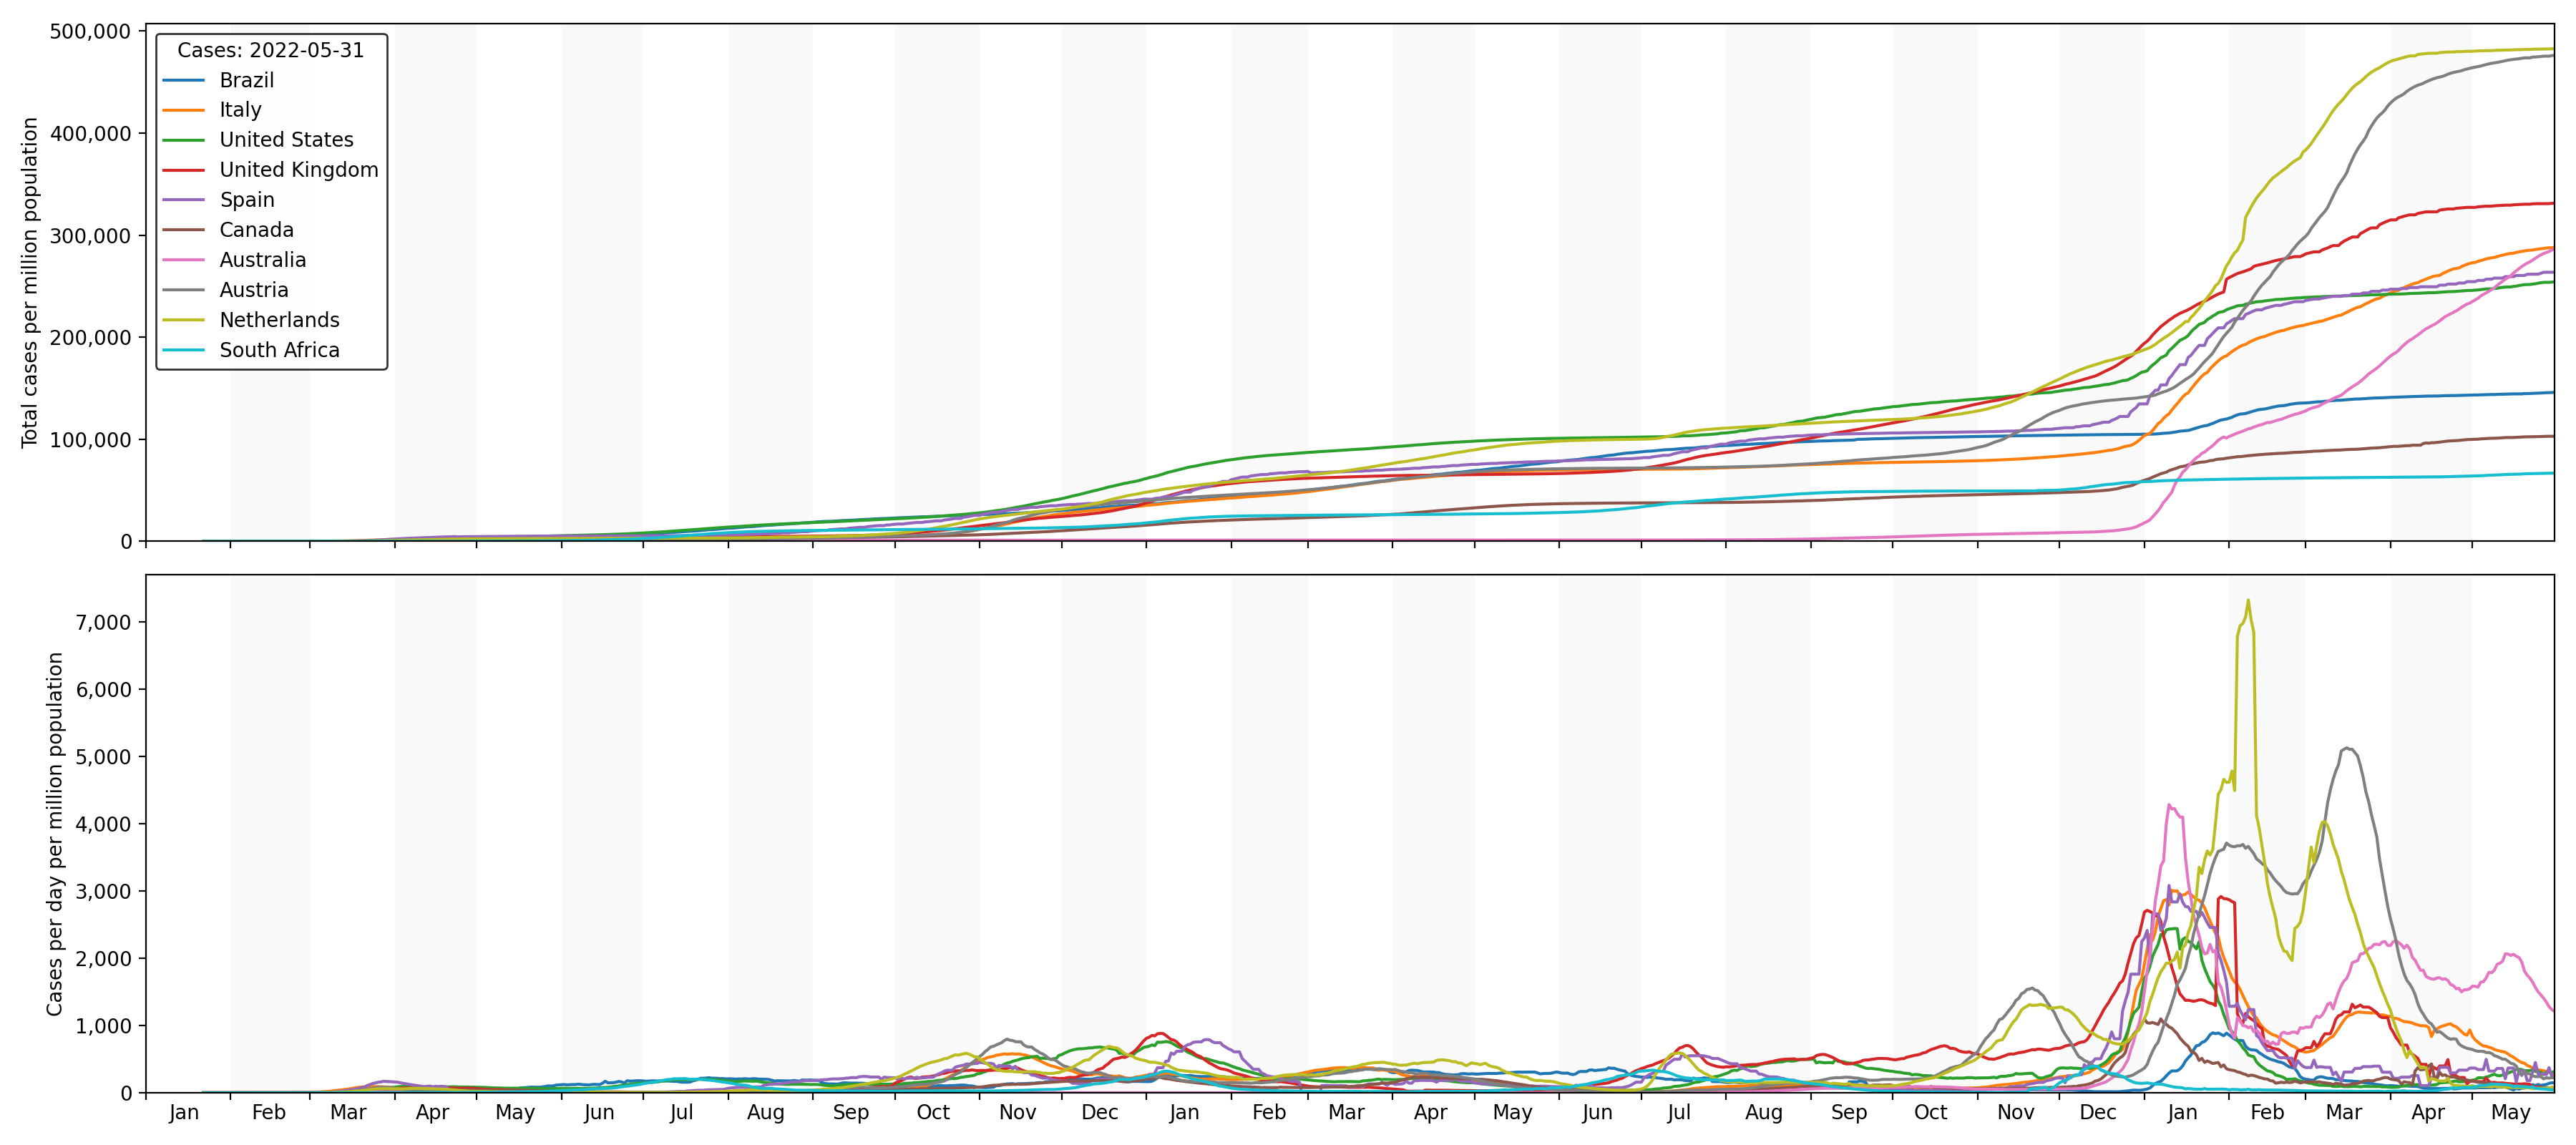 500,000
400,000
300,000
200,000
100,000
0
Total cases per million population
Cases: 2022-05-31
Brazil
Italy
United States
United Kingdom
Spain
Canada
Australia
Austria
Netherlands
South Africa
7,000
6,000
5,000
4,000
3,000
2,000
1,000
0
Cases per day per million population
Jan Feb Mar Apr May Jun Jul Aug Sep Oct Nov Dec Jan Feb Mar Apr May Jun Jul Aug Sep Oct Nov Dec Jan Feb Mar Apr May